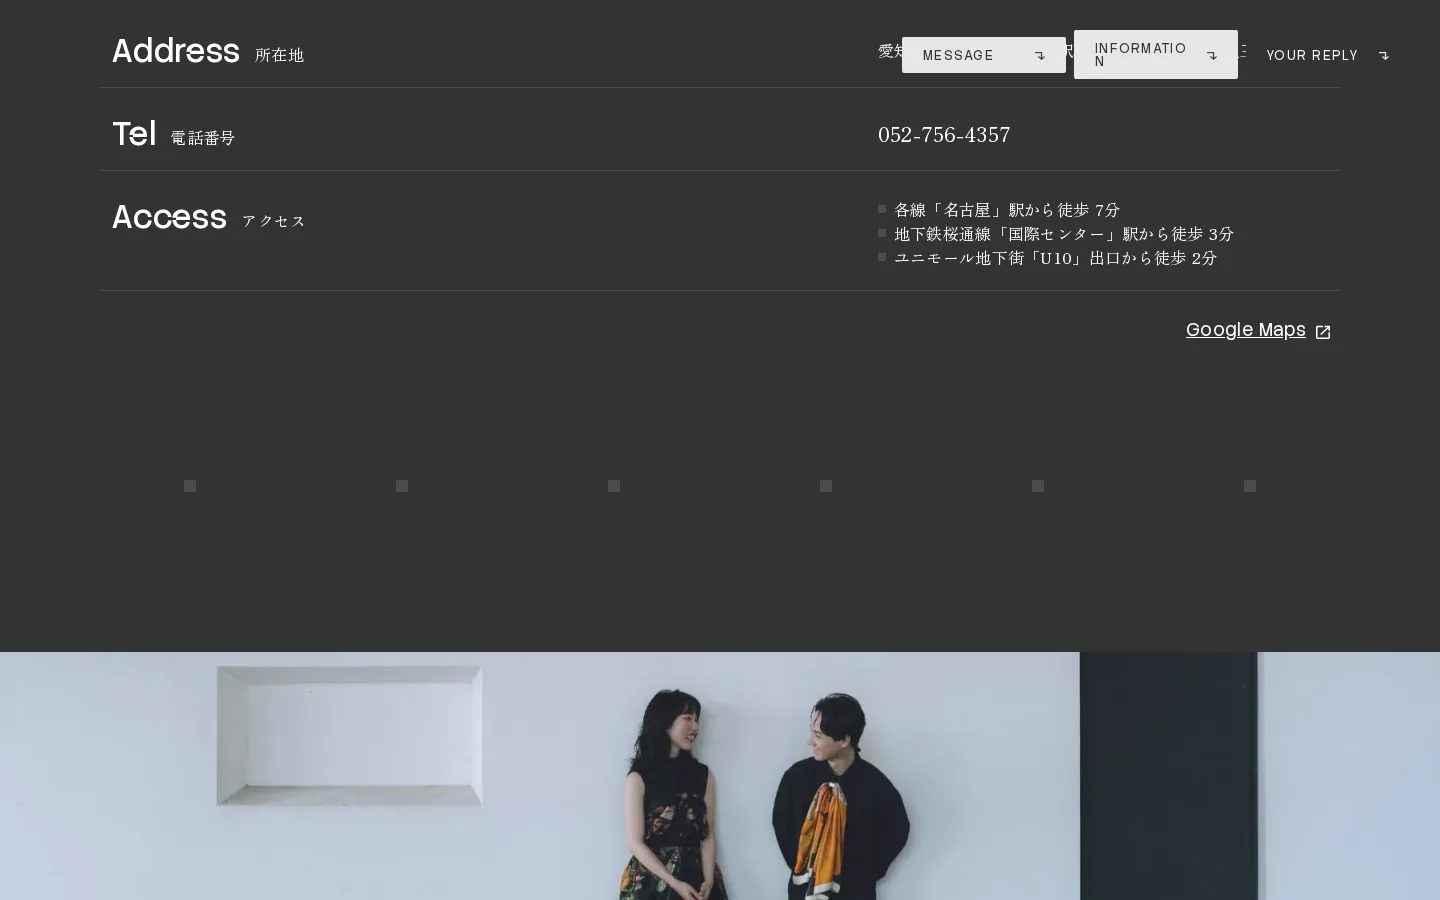 Address 所在地
MESSAGE
INFORMATIO
N
YOUR REPLY
Tel 電話番号
052-756-4357
Access アクセス
各線「名古屋」駅から徒歩 7分
地下鉄桜通線「国際センター」駅から徒歩 3分
ユニモール地下街「U10」出口から徒歩 2分
Google Maps